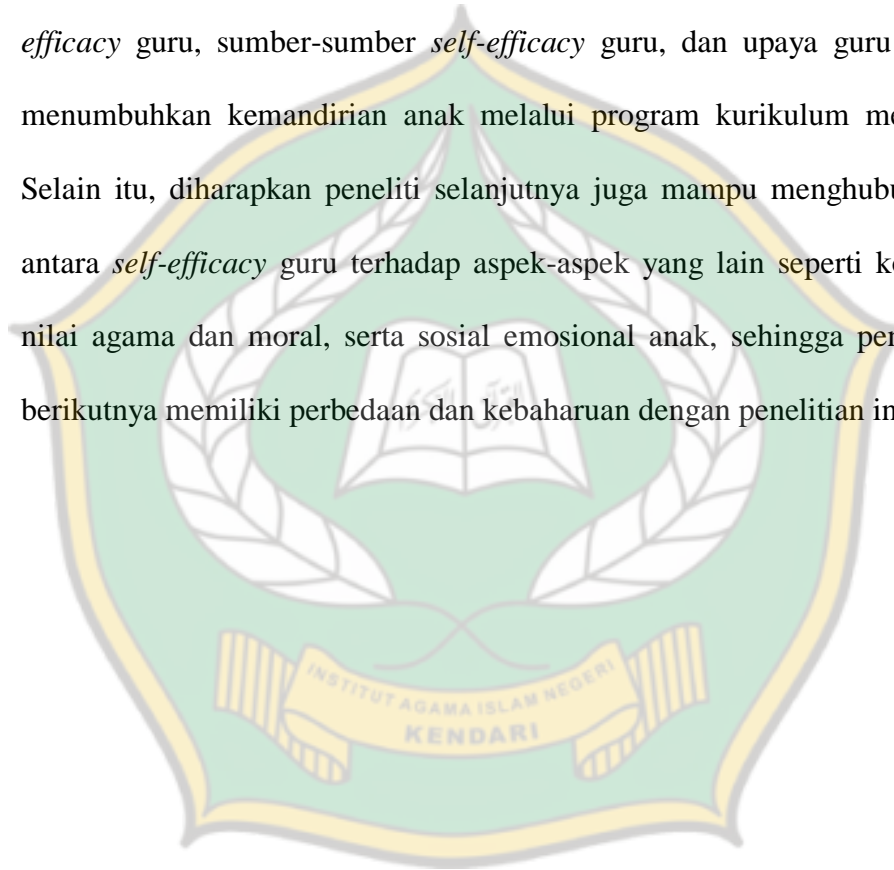 efficacy guru, sumber-sumber self-efficacy guru, dan upaya guru
menumbuhkan kemandirian anak melalui program kurikulum
Selain itu, diharapkan peneliti selanjutnya juga mampu
antara self-efficacy guru terhadap aspek-aspek yang lain seperti
nilai agama dan moral, serta sosial emosional anak, sehingga
berikutnya memiliki perbedaan dan kebaharuan dengan penelitian
INSTITUT AGAMA ISLAM NEGERI
KENDARI